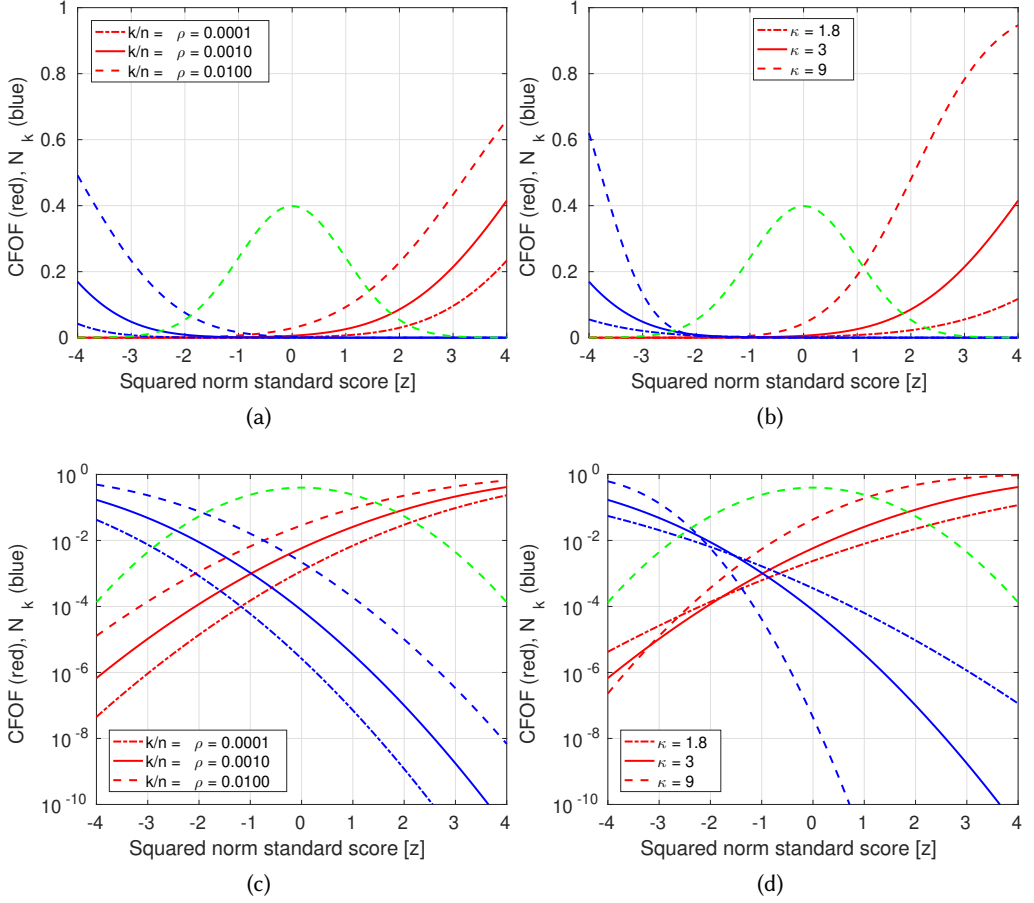 CFOF (red), N k (blue)
1
0.8
0.6
0.4
0.2
0
k/n = ρ = 0.0001
k/n = ρ = 0.0010
k/n = ρ = 0.0100
-4 -3 -2 -1 0 1 2 3 4
Squared norm standard score [z]
(a)
CFOF (red), N k (blue)
1
0.8
0.6
0.4
0.2
0
κ = 1.8
κ = 3
κ = 9
-4 -3 -2 -1 0 1 2 3 4
Squared norm standard score [z]
(b)
CFOF (red), N k (blue)
10 0
10 -2
10 -4
10 -6
10 -8
10 -10
k/n = ρ = 0.0001
k/n = ρ = 0.0010
k/n = ρ = 0.0100
-4 -3 -2 -1 0 1 2 3 4
Squared norm standard score [z]
(c)
CFOF (red), N k (blue)
10 0
10 -2
10 -4
10 -6
10 -8
10 -10
κ = 1.8
κ = 3
κ = 9
-4 -3 -2 -1 0 1 2 3 4
Squared norm standard score [z]
(d)